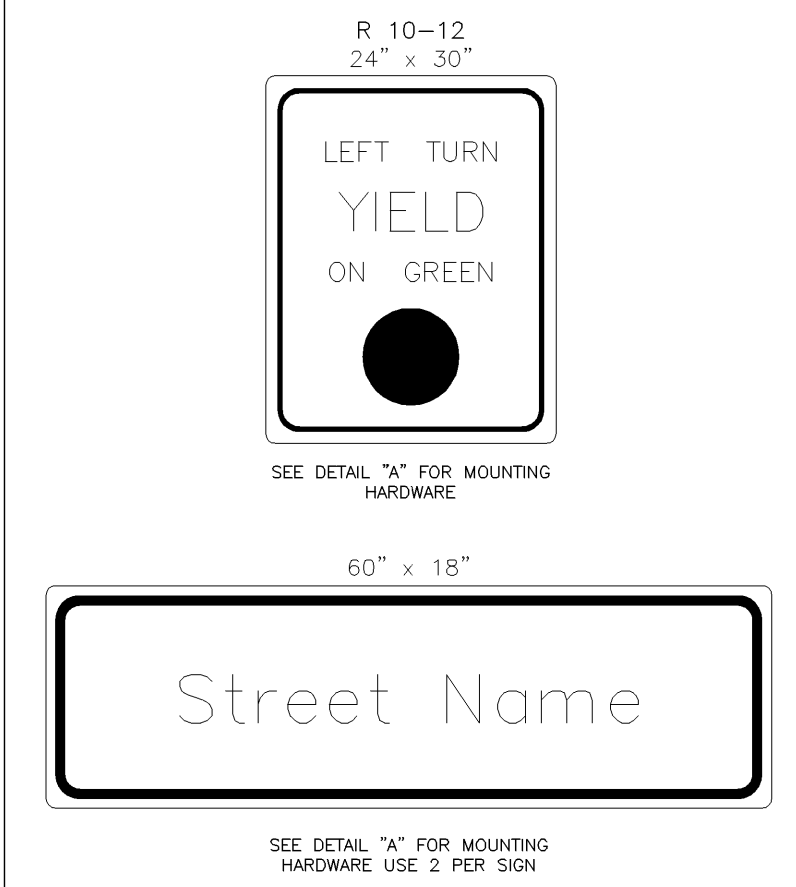 R 10-12
24" x 30"
LEFT TURN
YIELD
ON GREEN
SEE DETAIL "A" FOR MOUNTING
HARDWARE
60" x 18"
Street Name
SEE DETAIL "A" FOR MOUNTING
HARDWARE USE 2 PER SIGN